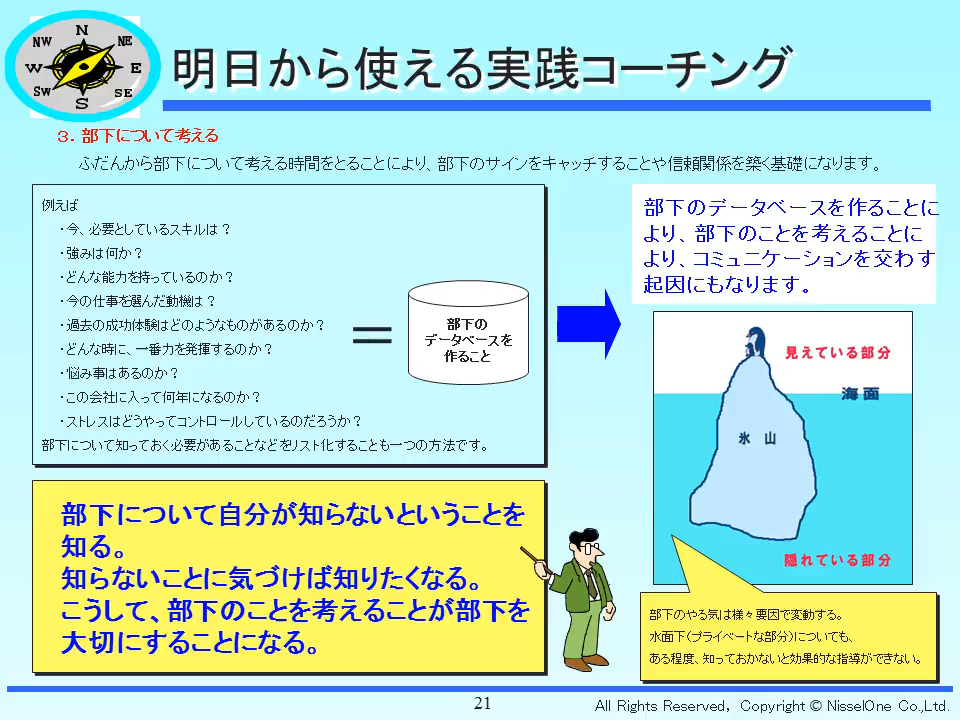 N
NW
NE
W
E
SW
SE
S
明日から使える実践コーチング
３．部下について考える
ふだんから部下について考える時間をとることにより、部下のサインをキャッチすることや信頼関係を築く基礎になります。
例えば
・今、必要としているスキルは？
・強みは何か？
・どんな能力を持っているのか？
・今の仕事を選んだ動機は？
・過去の成功体験はどのようなものがあるのか？
・どんな時に、一番力を発揮するのか？
・悩み事はあるのか？
・この会社に入って何年になるのか？
・ストレスはどうやってコントロールしているのだろうか？
部下について知っておく必要があることなどをリスト化することも一つの方法です。
＝
部下の
データベースを
作ること
部下のデータベースを作ることに
より、部下のことを考えることに
より、コミュニケーションを交わす
起因にもなります。
見えている部分
海面
氷 山
隠れている部分
部下について自分が知らないということを
知る。
知らないことに気づけば知りたくなる。
こうして、部下のことを考えることが部下を
大切にすることになる。
部下のやる気は様々要因で変動する。
水面下（プライベートな部分）についても、
ある程度、知っておかないと効果的な指導ができない。
21
All Rights Reserved, Copyright © NisselOne Co.,Ltd.